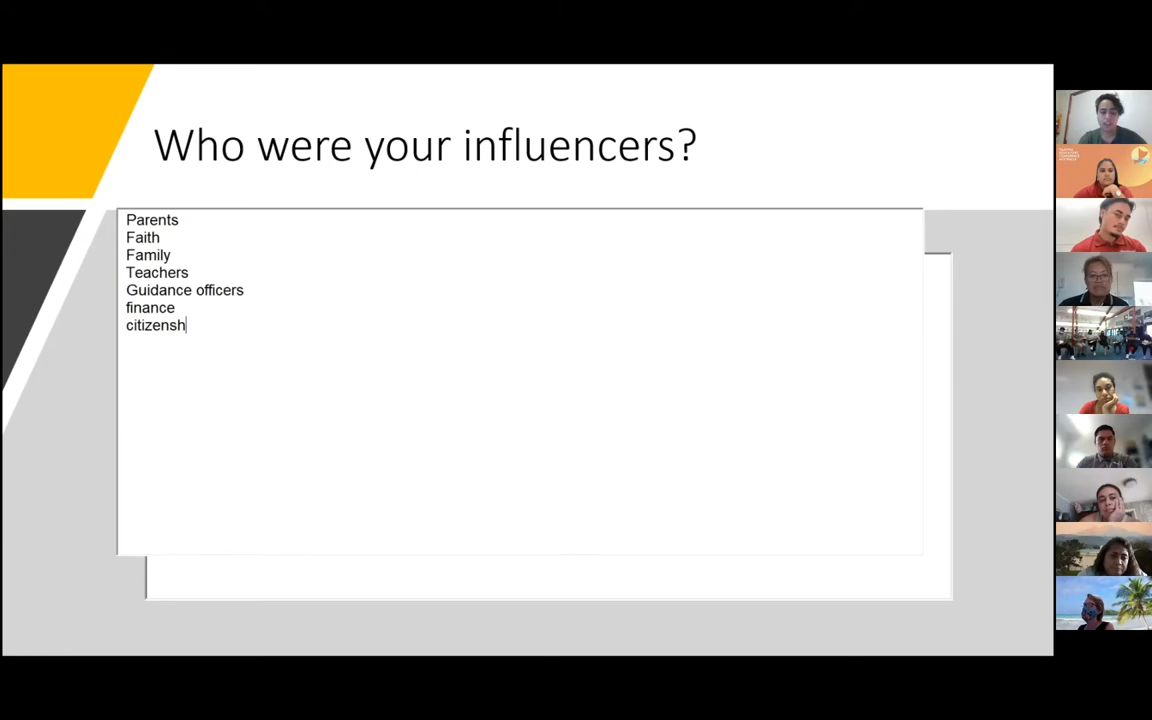 Who were your influencers?
Parents
Faith
Family
Teachers
Guidance officers
finance
citizensh